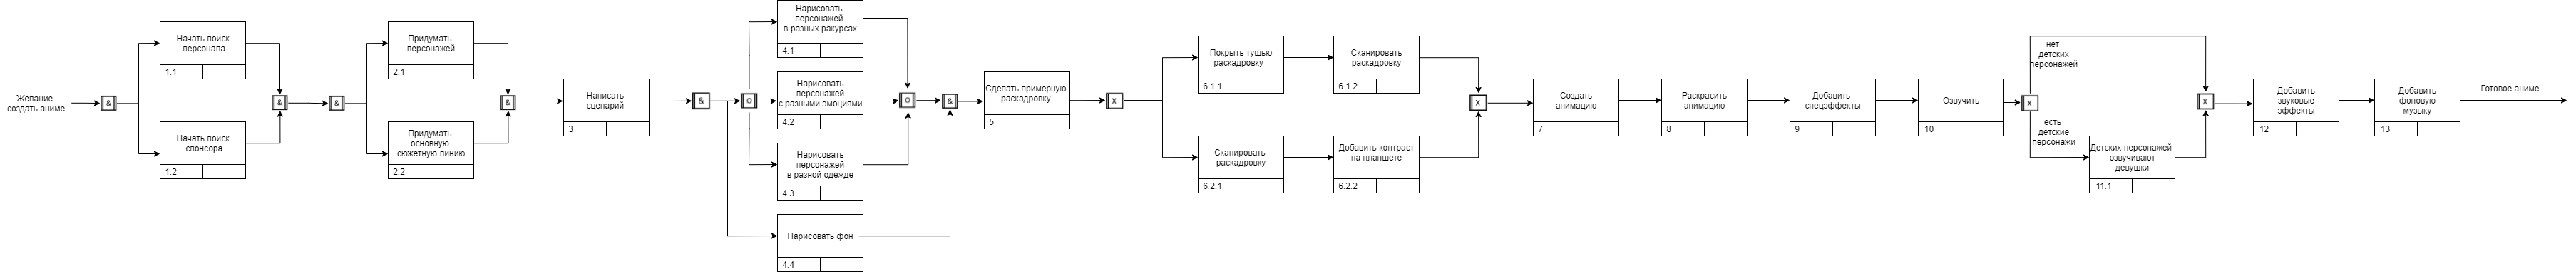 Желание
создать аниме
&
Начать поиск
персонала
1.1
Начать поиск
спонсора
1.2
&
&
Придумать
персонажей
2.1
Придумать
основную
сюжетную линию
2.2
&
Написать
сценарий
3
&
O
Нарисовать
персонажей
в разных ракурсах
4.1
Нарисовать
персонажей
с разными эмоциями
4.2
Нарисовать
персонажей
в разной одежде
4.3
Нарисовать фон
4.4
O
&
Сделать примерную
раскадровку
5
X
Покрыть тушью
раскадровку
6.1.1
Сканировать
раскадровку
6.1.2
Сканировать
раскадровку
6.2.1
Добавить контраст
на планшете
6.2.2
X
Создать
анимацию
7
Раскрасить
анимацию
8
Добавить
спецэффекты
9
Озвучить
10
X
нет
детских
персонажей
есть
детские
персонажи
Детских персонажей
озвучивают
девушки
11.1
X
Добавить
звуковые
эффекты
12
Добавить
фоновую
музыку
13
Готовое аниме